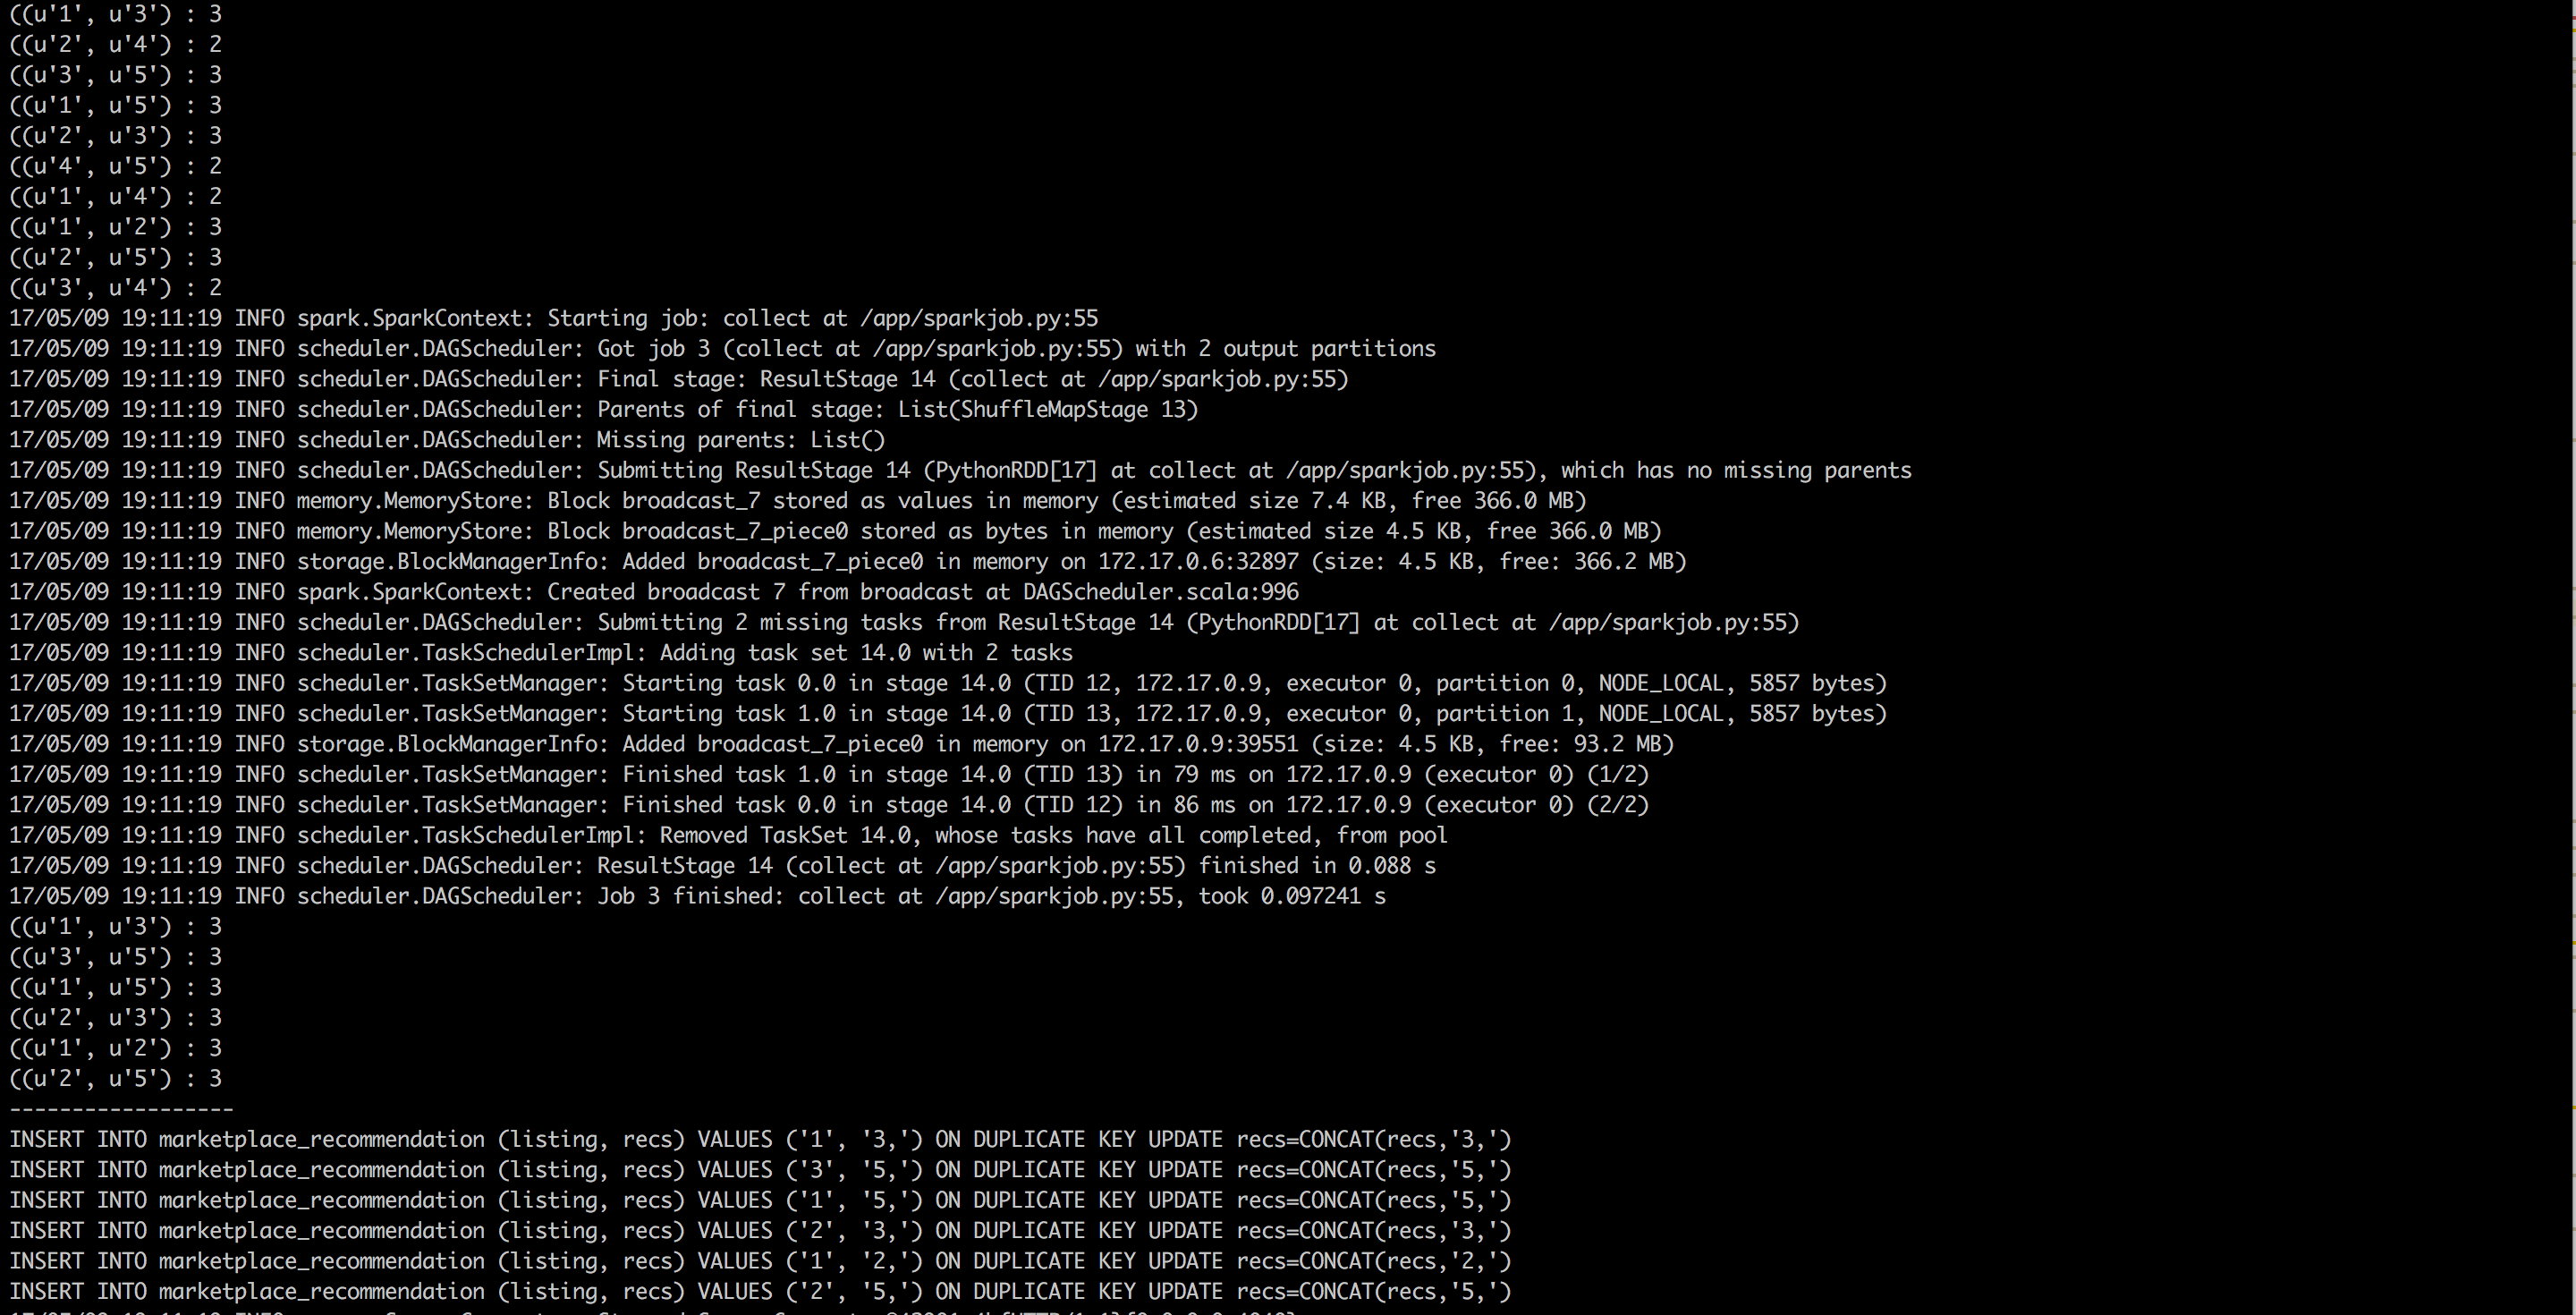 ((u'1', u'3') : 3
((u'2', u'4') : 2
((u'3', u'5') : 3
((u'1', u'5') : 3
((u'2', u'3') : 3
((u'4', u'5') : 2
((u'1', u'4') : 2
((u'1', u'2') : 3
((u'2', u'5') : 3
((u'3', u'4') : 2
17/05/09 19:11:19 INFO spark.SparkContext: Starting job: collect at /app/sparkjob.py:55
17/05/09 19:11:19 INFO scheduler.DAGScheduler: Got job 3 (collect at /app/sparkjob.py:55) with 2 output partitions
17/05/09 19:11:19 INFO scheduler.DAGScheduler: Final stage: ResultStage 14 (collect at /app/sparkjob.py:55)
17/05/09 19:11:19 INFO scheduler.DAGScheduler: Parents of final stage: List(ShuffleMapStage 13)
17/05/09 19:11:19 INFO scheduler.DAGScheduler: Missing parents: List()
17/05/09 19:11:19 INFO scheduler.DAGScheduler: Submitting ResultStage 14 (PythonRDD[17] at collect at /app/sparkjob.py:55), which has no missing parents
17/05/09 19:11:19 INFO memory.MemoryStore: Block broadcast_7 stored as values in memory (estimated size 7.4 KB, free 366.0 MB)
17/05/09 19:11:19 INFO memory.MemoryStore: Block broadcast_7_piece0 stored as bytes in memory (estimated size 4.5 KB, free 366.0 MB)
17/05/09 19:11:19 INFO storage.BlockManagerInfo: Added broadcast_7_piece0 in memory on 172.17.0.6:32897 (size: 4.5 KB, free: 366.2 MB)
17/05/09 19:11:19 INFO spark.SparkContext: Created broadcast 7 from broadcast at DAGScheduler.scala:996
17/05/09 19:11:19 INFO scheduler.DAGScheduler: Submitting 2 missing tasks from ResultStage 14 (PythonRDD[17] at collect at /app/sparkjob.py:55)
17/05/09 19:11:19 INFO scheduler.TaskSchedulerImpl: Adding task set 14.0 with 2 tasks
17/05/09 19:11:19 INFO scheduler.TaskSetManager: Starting task 0.0 in stage 14.0 (TID 12, 172.17.0.9, executor 0, partition 0, NODE_LOCAL, 5857 bytes)
17/05/09 19:11:19 INFO scheduler.TaskSetManager: Starting task 1.0 in stage 14.0 (TID 13, 172.17.0.9, executor 0, partition 1, NODE_LOCAL, 5857 bytes)
17/05/09 19:11:19 INFO storage.BlockManagerInfo: Added broadcast_7_piece0 in memory on 172.17.0.9:39551 (size: 4.5 KB, free: 93.2 MB)
17/05/09 19:11:19 INFO scheduler.TaskSetManager: Finished task 1.0 in stage 14.0 (TID 13) in 79 ms on 172.17.0.9 (executor 0) (1/2)
17/05/09 19:11:19 INFO scheduler.TaskSetManager: Finished task 0.0 in stage 14.0 (TID 12) in 86 ms on 172.17.0.9 (executor 0) (2/2)
17/05/09 19:11:19 INFO scheduler.TaskSchedulerImpl: Removed TaskSet 14.0, whose tasks have all completed, from pool
17/05/09 19:11:19 INFO scheduler.DAGScheduler: ResultStage 14 (collect at /app/sparkjob.py:55) finished in 0.088 s
17/05/09 19:11:19 INFO scheduler.DAGScheduler: Job 3 finished: collect at /app/sparkjob.py:55, took 0.097241 s
((u'1', u'3') : 3
((u'3', u'5') : 3
((u'1', u'5') : 3
((u'2', u'3') : 3
((u'1', u'2') : 3
((u'2', u'5') : 3
------------------
INSERT INTO marketplace_recommendation (listing, recs) VALUES ('1', '3,') ON DUPLICATE KEY UPDATE recs=CONCAT(recs,'3,')
INSERT INTO marketplace_recommendation (listing, recs) VALUES ('3', '5,') ON DUPLICATE KEY UPDATE recs=CONCAT(recs,'5,')
INSERT INTO marketplace_recommendation (listing, recs) VALUES ('1', '5,') ON DUPLICATE KEY UPDATE recs=CONCAT(recs,'5,')
INSERT INTO marketplace_recommendation (listing, recs) VALUES ('2', '3,') ON DUPLICATE KEY UPDATE recs=CONCAT(recs,'3,')
INSERT INTO marketplace_recommendation (listing, recs) VALUES ('1', '2,') ON DUPLICATE KEY UPDATE recs=CONCAT(recs,'2,')
INSERT INTO marketplace_recommendation (listing, recs) VALUES ('2', '5,') ON DUPLICATE KEY UPDATE recs=CONCAT(recs,'5,')